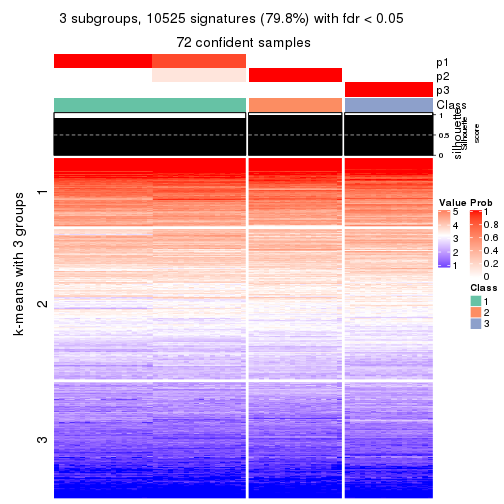 3 subgroups, 10525 signatures (79.8%) with fdr < 0.05
72 confident samples
p1
p2
p3
Class
1
0.5
0
silhouette
Silhouette
score
k-means with 3 groups
1
2
3
Value
5
4
3
2
1
Prob
1
0.8
0.6
0.4
0.2
0
Class
1
2
3